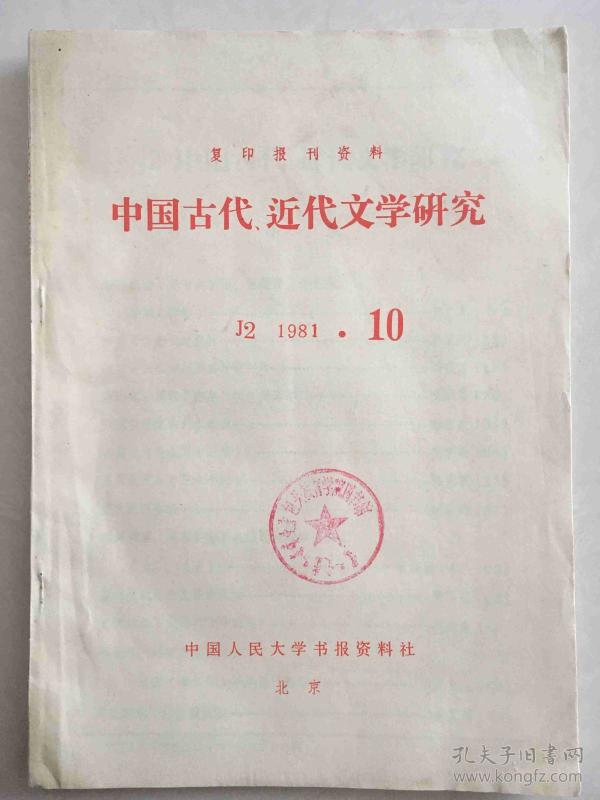 复印报刊资料
中国古代、近代文学研究
J2 1981.10
中国人民大学书报资料社
北京
孔夫子旧书网
www.kongfz.com